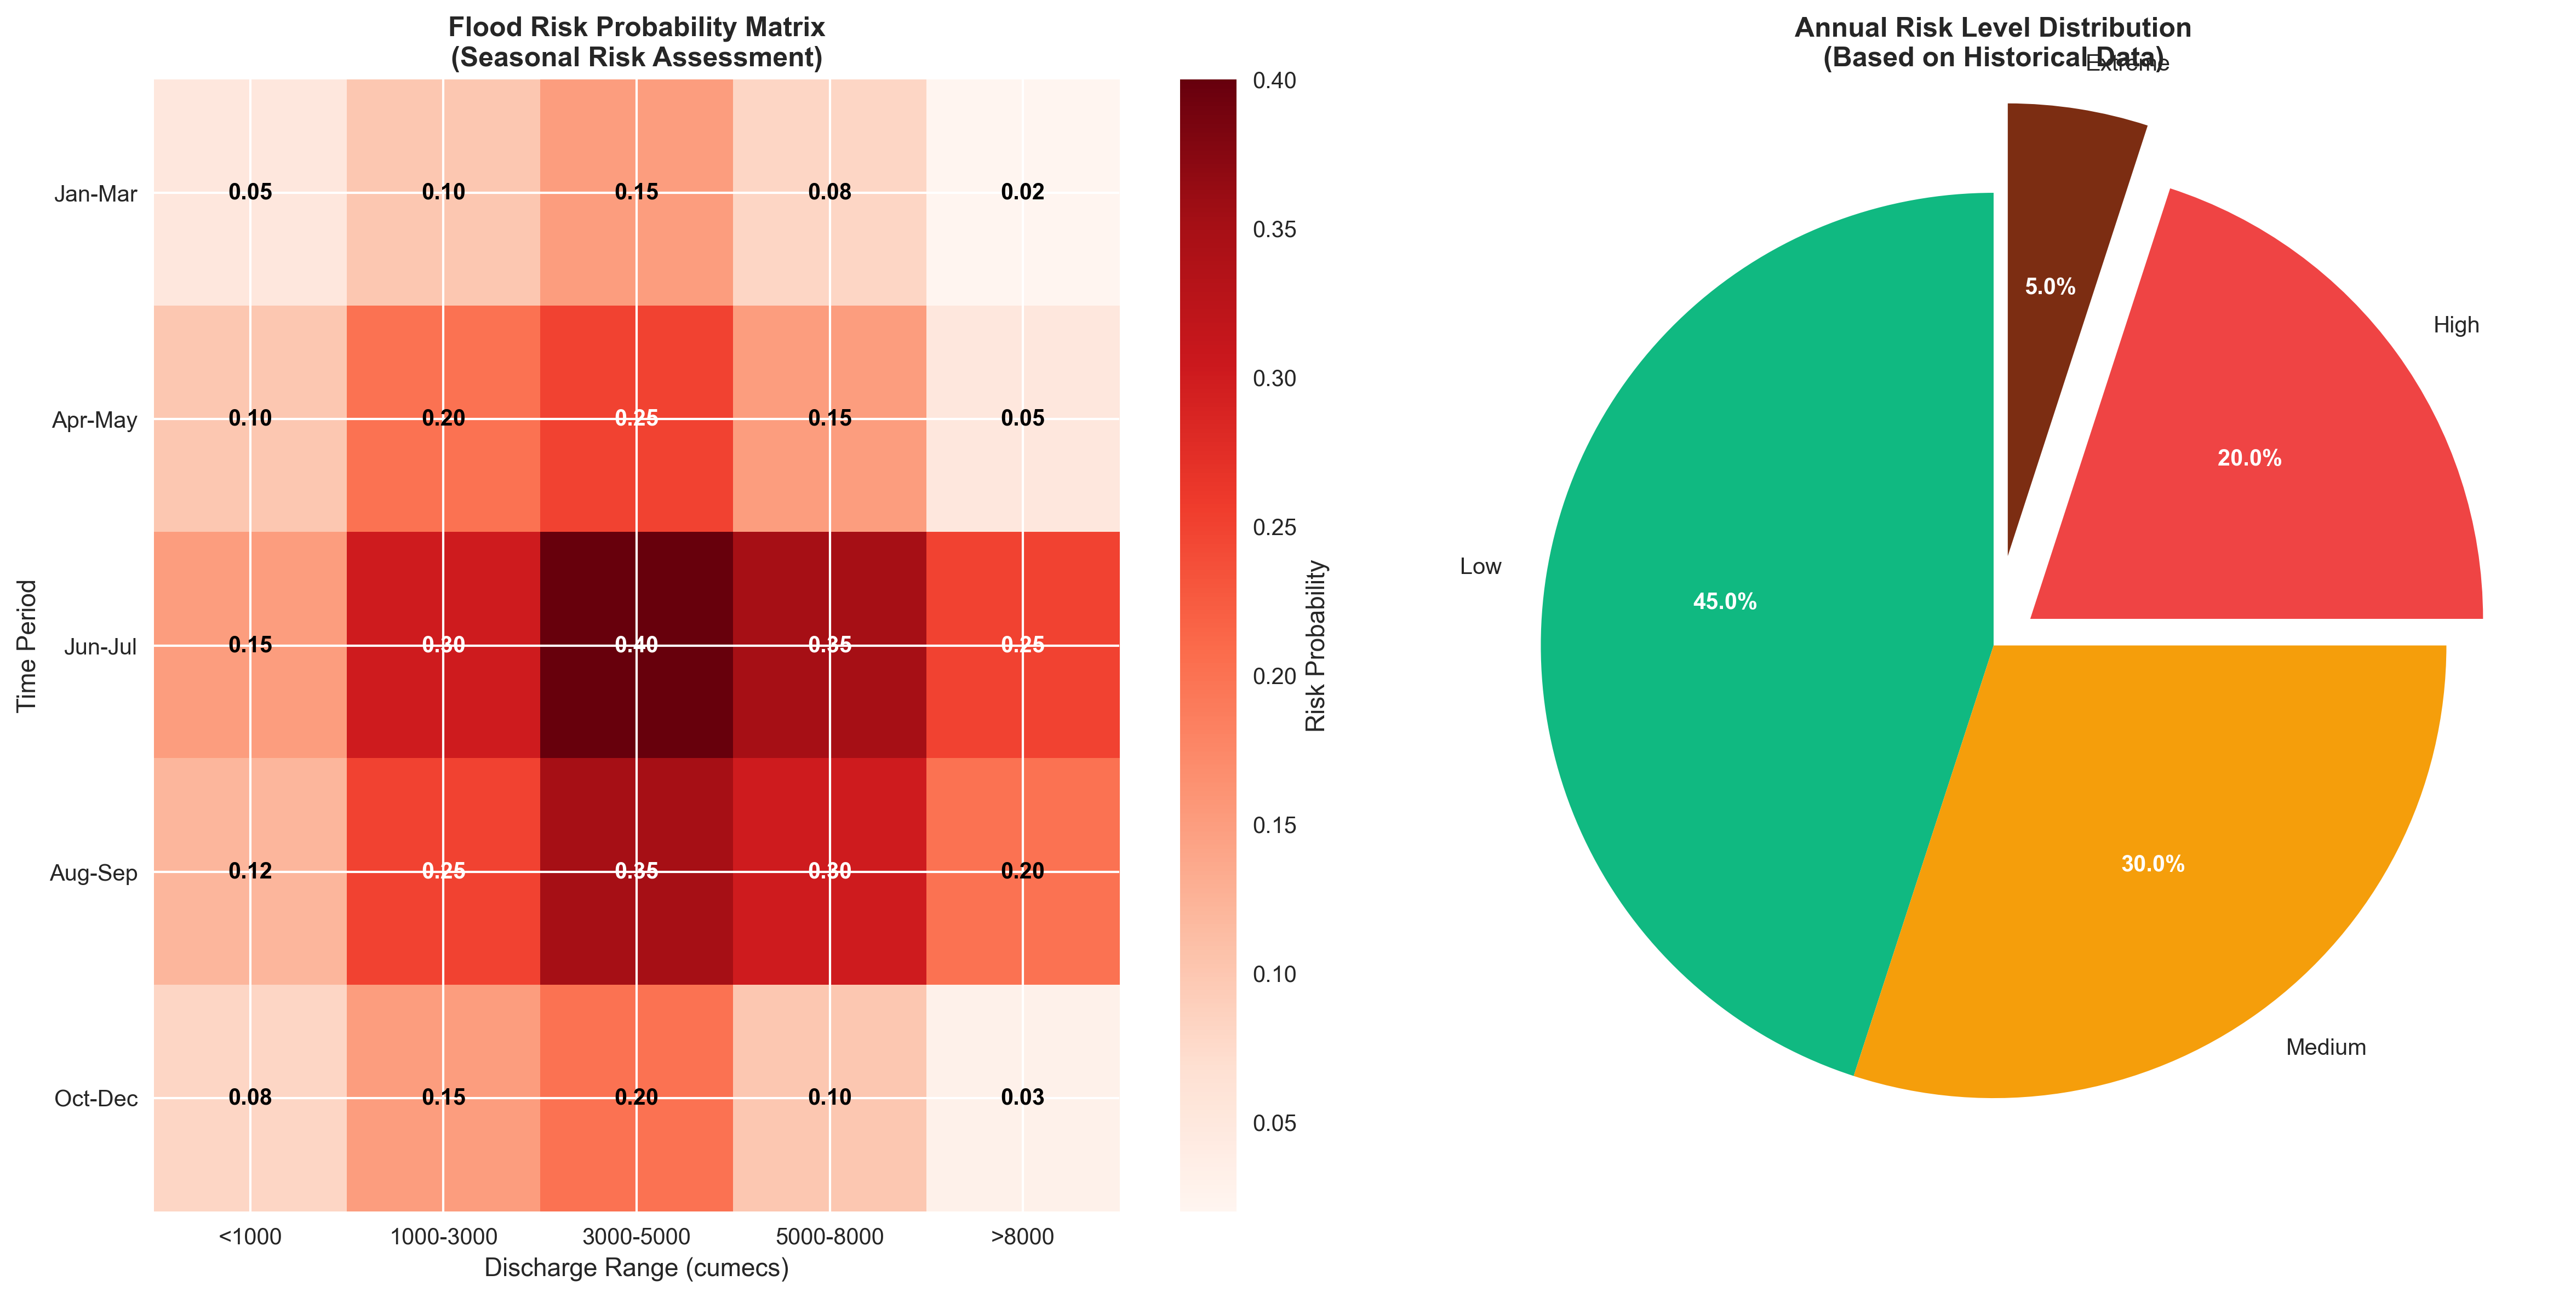 Flood Risk Probability Matrix
(Seasonal Risk Assessment)
Time Period
Jan-Mar 0.05 0.10 0.15 0.08 0.02
Apr-May 0.10 0.20 0.25 0.15 0.05
Jun-Jul 0.15 0.30 0.40 0.35 0.25
Aug-Sep 0.12 0.25 0.35 0.30 0.20
Oct-Dec 0.08 0.15 0.20 0.10 0.03
<1000 1000-3000 3000-5000 5000-8000 >8000
Discharge Range (cumecs)
0.40
0.35
0.30
0.25
0.20
0.15
0.10
0.05
Risk Probability
Annual Risk Level Distribution
(Based on Historical Data)
Extreme
5.0%
High
20.0%
Low
45.0%
30.0%
Medium